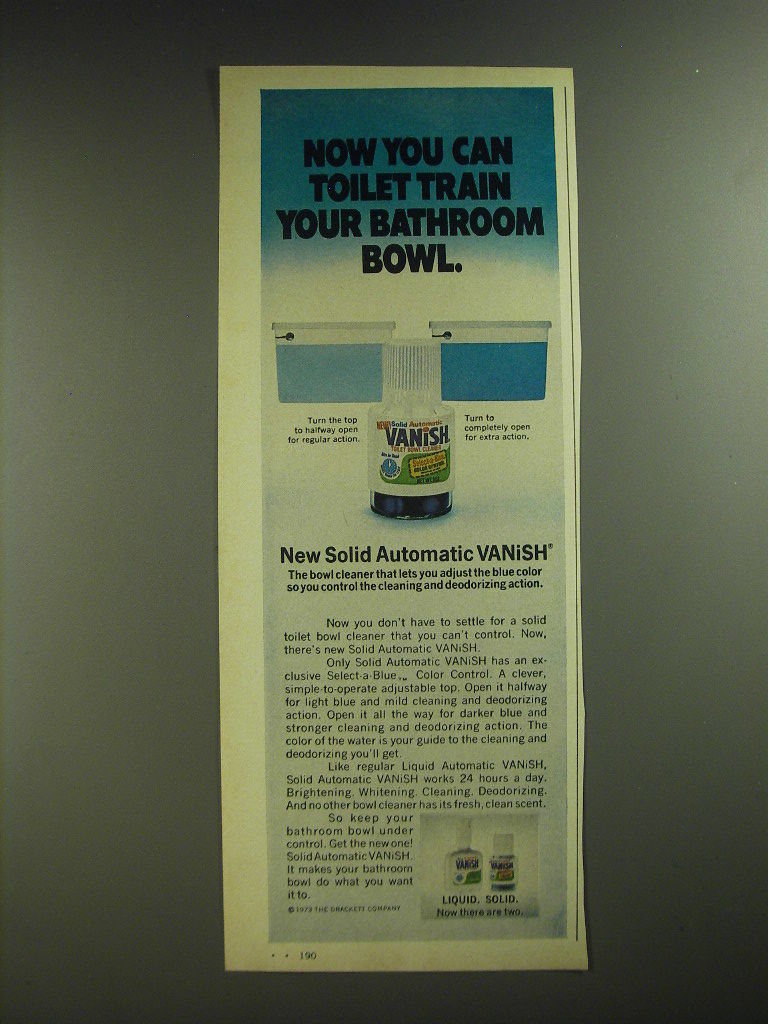 NOW YOU CAN
TOILET TRAIN
YOUR BATHROOM
BOWL.
Turn the top
to halfway open
for regular action.
Turn to
completely open
for extra action.
NEW! Solid Automatic
VANiSH
TOILET BOWL CLEANER
New Solid Automatic VANiSH®
The bowl cleaner that lets you adjust the blue color
so you control the cleaning and deodorizing action.
Now you don't have to settle for a solid
toilet bowl cleaner that you can't control. Now,
there's new Solid Automatic VANiSH.
Only Solid Automatic VANiSH has an ex-
clusive Select-a-Blue™ Color Control. A clever,
simple-to-operate adjustable top. Open it halfway
for light blue and mild cleaning and deodorizing
action. Open it all the way for darker blue and
stronger cleaning and deodorizing action. The
color of the water is your guide to the cleaning and
deodorizing you'll get.
Like regular Liquid Automatic VANiSH,
Solid Automatic VANiSH works 24 hours a day.
Brightening. Whitening. Cleaning. Deodorizing.
And no other bowl cleaner has its fresh, clean scent.
So keep your
bathroom bowl under
control. Get the new one!
Solid Automatic VANiSH.
It makes your bathroom
bowl do what you want
it to.
© 1973 THE DRACKETT COMPANY
VANiSH
VANiSH
LIQUID. SOLID.
Now there are two.
190